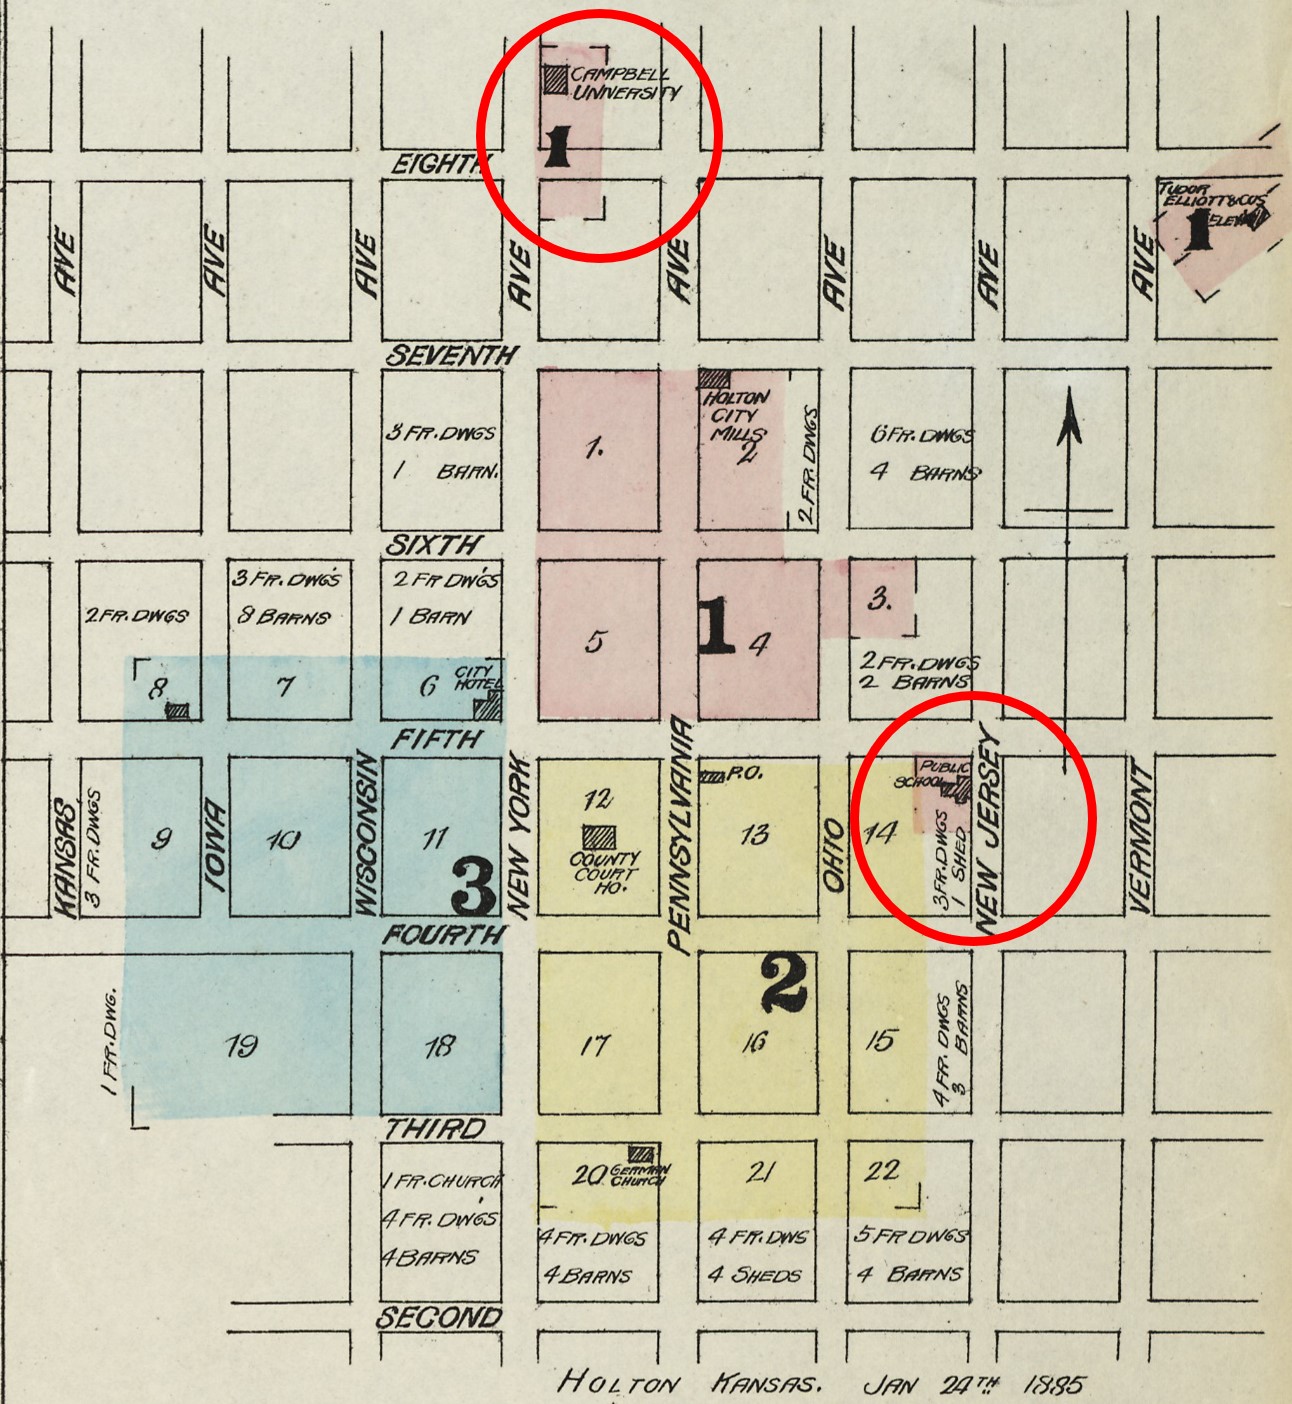 CAMPBELL
UNNERSITY
1
EIGHTH
TUDOR
ELLIOTT&CO'S
ELEV
1
AVE
AVE
AVE
AVE
AVE
AVE
AVE
AVE
SEVENTH
3 FR. DWGS
1 BARN.
1.
HOLTON
CITY
MILLS
2
2 FR. DWGS
6 FR. DWGS
4 BARNS
SIXTH
2 FR. DWGS
3 FR. DWG'S
8 BARNS
2 FR DWG'S
1 BARN
5
1
4
3.
2 FR. DWGS
2 BARNS
8
7
6
CITY
HOTEL
FIFTH
KANSAS
3 FR. DWGS
9
IOWA
10
WISCONSIN
11
3
NEW YORK
12
COUNTY
COURT
HO.
PENNSYLVANIA
P.O.
13
OHIO
14
PUBLIC
SCHOOL
3 FR. DWGS
1 SHED
NEW JERSEY
VERMONT
FOURTH
1 FR. DWG.
19
18
17
2
16
15
4 FR. DWGS
3 BARNS
THIRD
1 FR. CHURCH
4 FR. DWG'S
4 BARNS
20
GERMAN
CHURCH
21
22
4 FR. DWGS
4 BARNS
4 FR. DWS
4 SHEDS
5 FR DWGS
4 BARNS
SECOND
HOLTON KANSAS. JAN 24TH 1885